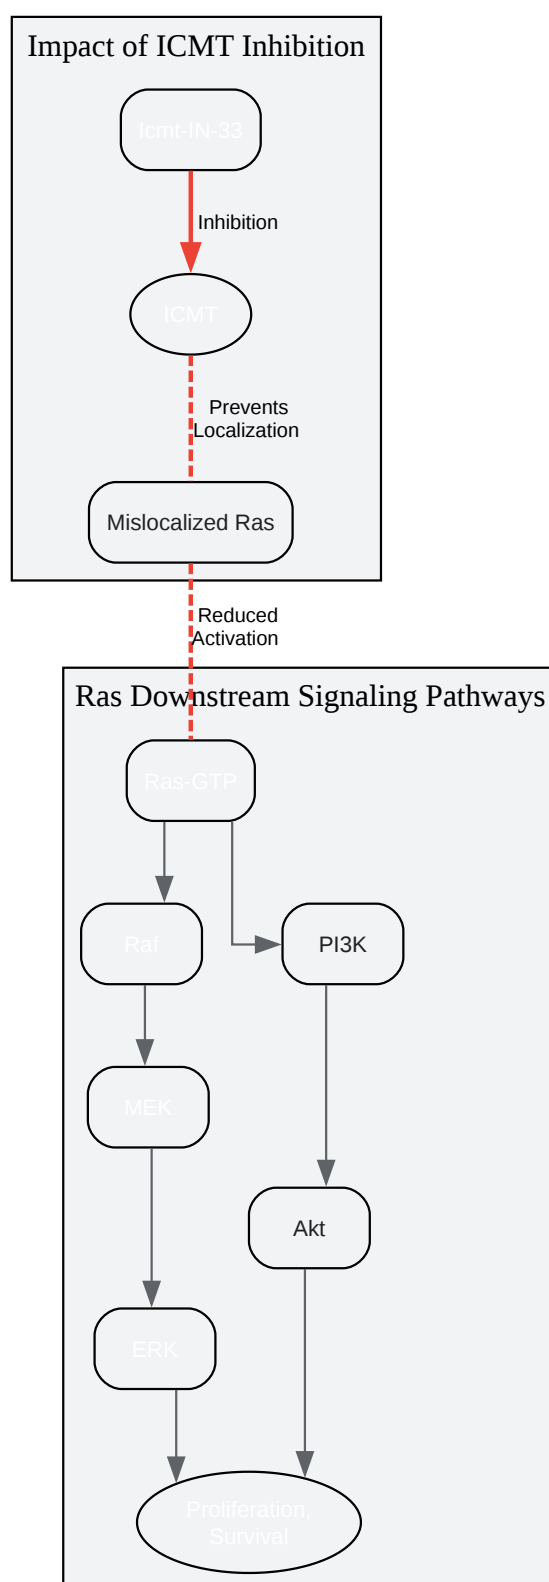 Impact of ICMT Inhibition
Icmt-IN-33
Inhibition
ICMT
Prevents
Localization
Mislocalized Ras
Reduced
Activation
Ras Downstream Signaling Pathways
Ras-GTP
Raf
PI3K
MEK
Akt
ERK
Proliferation,
Survival